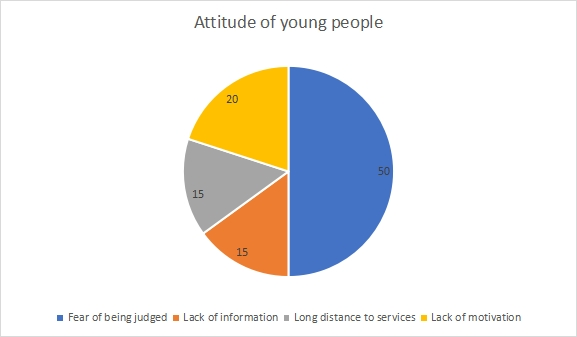 Attitude of young people
20
50
15
15
Fear of being judged Lack of information Long distance to services Lack of motivation